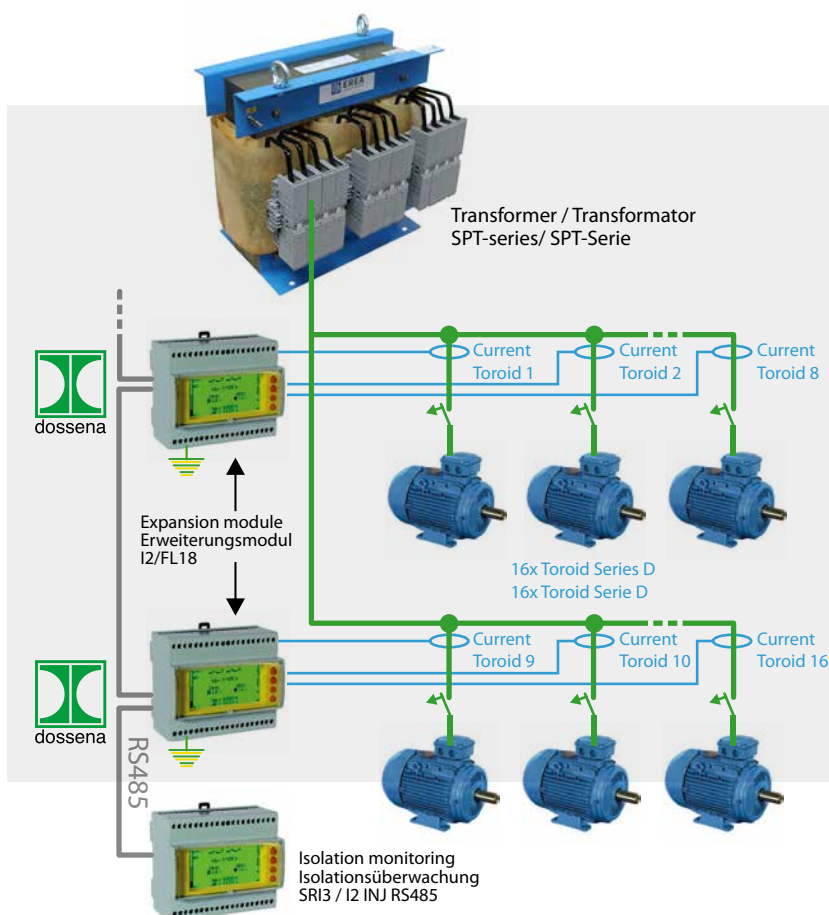 EREA
Transformer / Transformator
SPT-series/ SPT-Serie
dossena
Current
Toroid 1
Current
Toroid 2
Current
Toroid 8
Expansion module
Erweiterungsmodul
I2/FL18
16x Toroid Series D
16x Toroid Serie D
dossena
Current
Toroid 9
Current
Toroid 10
Current
Toroid 16
RS485
Isolation monitoring
Isolationsüberwachung
SRI3 / I2 INJ RS485